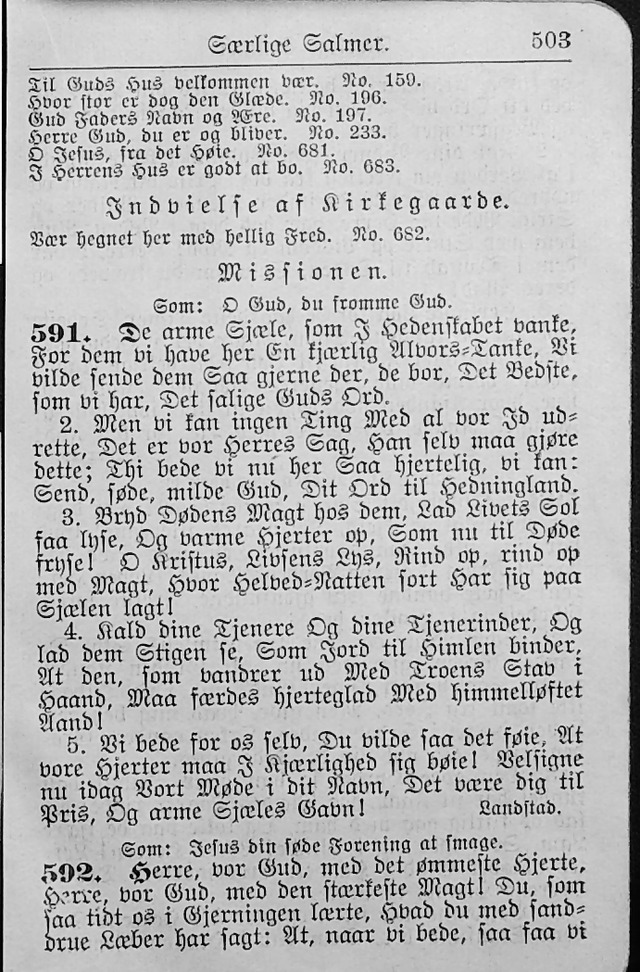 Særlige Salmer. 503
Til Guds Hus velkommen vær. No. 159.
Hvor stor er dog den Glæde. No. 196.
Gud Faders Navn og Ære. No. 197.
Herre Gud, du er og bliver. No. 233.
O Jesus, fra det Høie. No. 681.
I Herrens Hus er godt at bo. No. 683.
Indvielse af Kirkegaarde.
Vær hegnet her med hellig Fred. No. 682.
Missionen.
Som: O Gud, du fromme Gud.
591. De arme Sjæle, som I Hedenskabet vanke,
For dem vi have her En kjærlig Alvors-Tanke, Vi
vilde sende dem Saa gjerne der, de bor, Det Bedste,
som vi har, Det salige Guds Ord.
2. Men vi kan ingen Ting Med al vor Id ud-
rette, Det er vor Herres Sag, Han selv maa gjøre
dette; Thi bede vi nu her Saa hjertelig, vi kan:
Send, søde, milde Gud, Dit Ord til Hedningland.
3. Bryd Dødens Magt hos dem, Lad Livets Sol
faa lyse, Og varme Hjerter op, Som nu til Døde
fryse! O Kristus, Livsens Lys, Rind op, rind op
med Magt, Hvor Helved-Natten sort Har sig paa
Sjælen lagt!
4. Kald dine Tjenere Og dine Tjenerinder, Og
lad dem Stigen se, Som Jord til Himlen binder,
At den, som vandrer ud Med Troens Stav i
Haand, Maa færdes hjerteglad Med himmelløftet
Aand!
5. Vi bede for os selv, Du vilde saa det føie, At
vore Hjerter maa I Kjærlighed sig bøie! Velsigne
nu idag Vort Møde i dit Navn, Det være dig til
Pris, Og arme Sjæles Gavn! Landstad.
Som: Jesus din søde Forening at smage.
592. Herre, vor Gud, med det ømmeste Hjerte,
Herre, vor Gud, med den stærkeste Magt! Du, som
saa tidt os i Gjerningen lærte, Hvad du med sand-
drue Læber har sagt: At, naar vi bede, saa faa vi